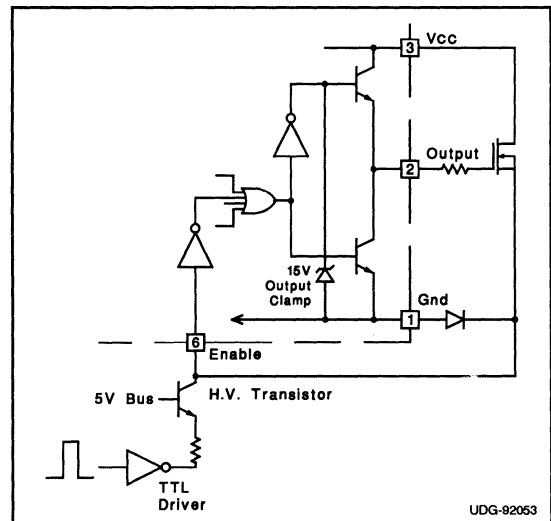 3 Vcc
Output
2
15V
Output
Clamp
Gnd
1
6
Enable
5V Bus
H.V. Transistor
TTL
Driver
UDG-92053